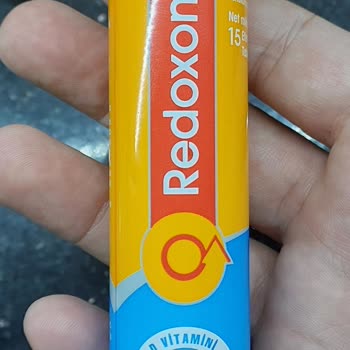 Redoxon
Net
15
D VİTAMİNİ